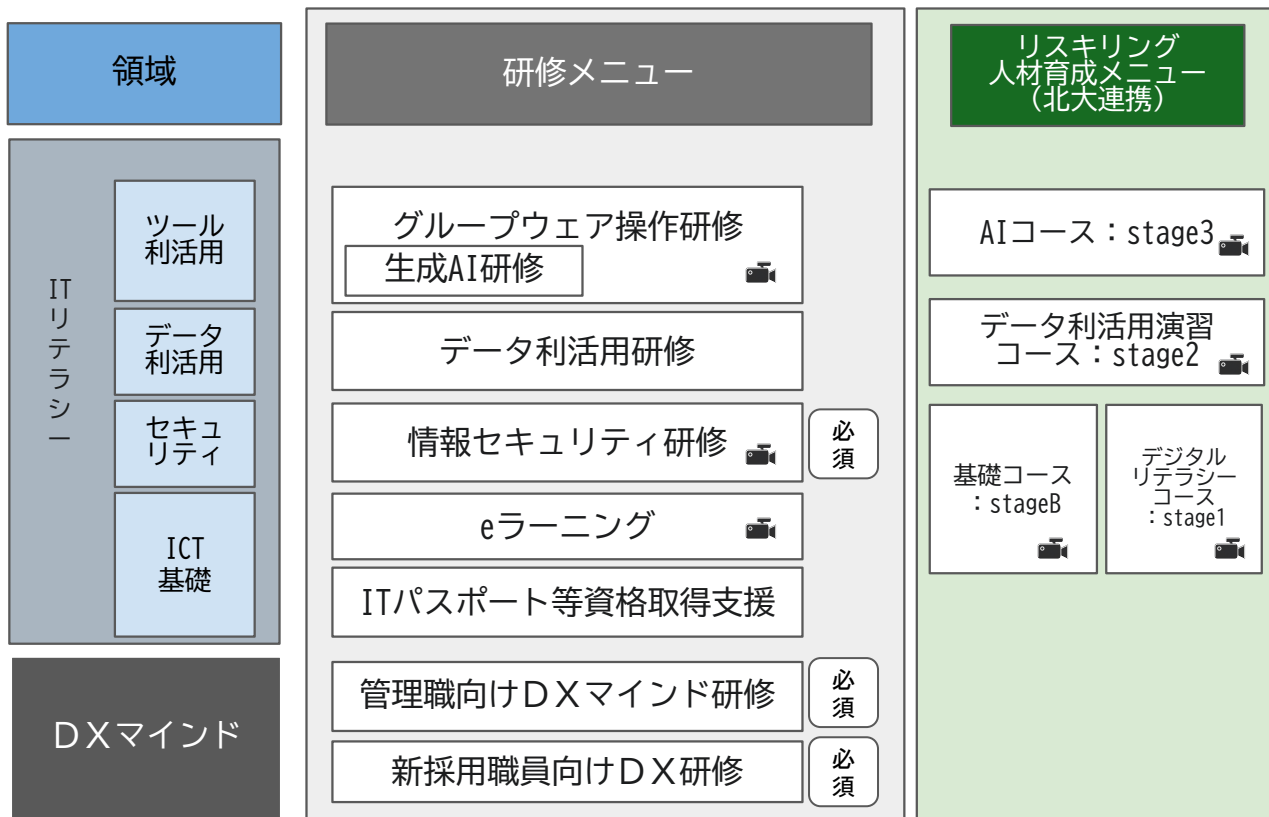 領域
研修メニュー
リスキリング
人材育成メニュー
（北大連携）
ITリテラシー
ツール
利活用
データ
利活用
セキュ
リティ
ICT
基礎
DXマインド
グループウェア操作研修
生成AI研修
データ利活用研修
情報セキュリティ研修
必須
eラーニング
ITパスポート等資格取得支援
管理職向けDXマインド研修
必須
新採用職員向けDX研修
必須
AIコース：stage3
データ利活用演習
コース：stage2
基礎コース
：stageB
デジタル
リテラシー
コース
：stage1